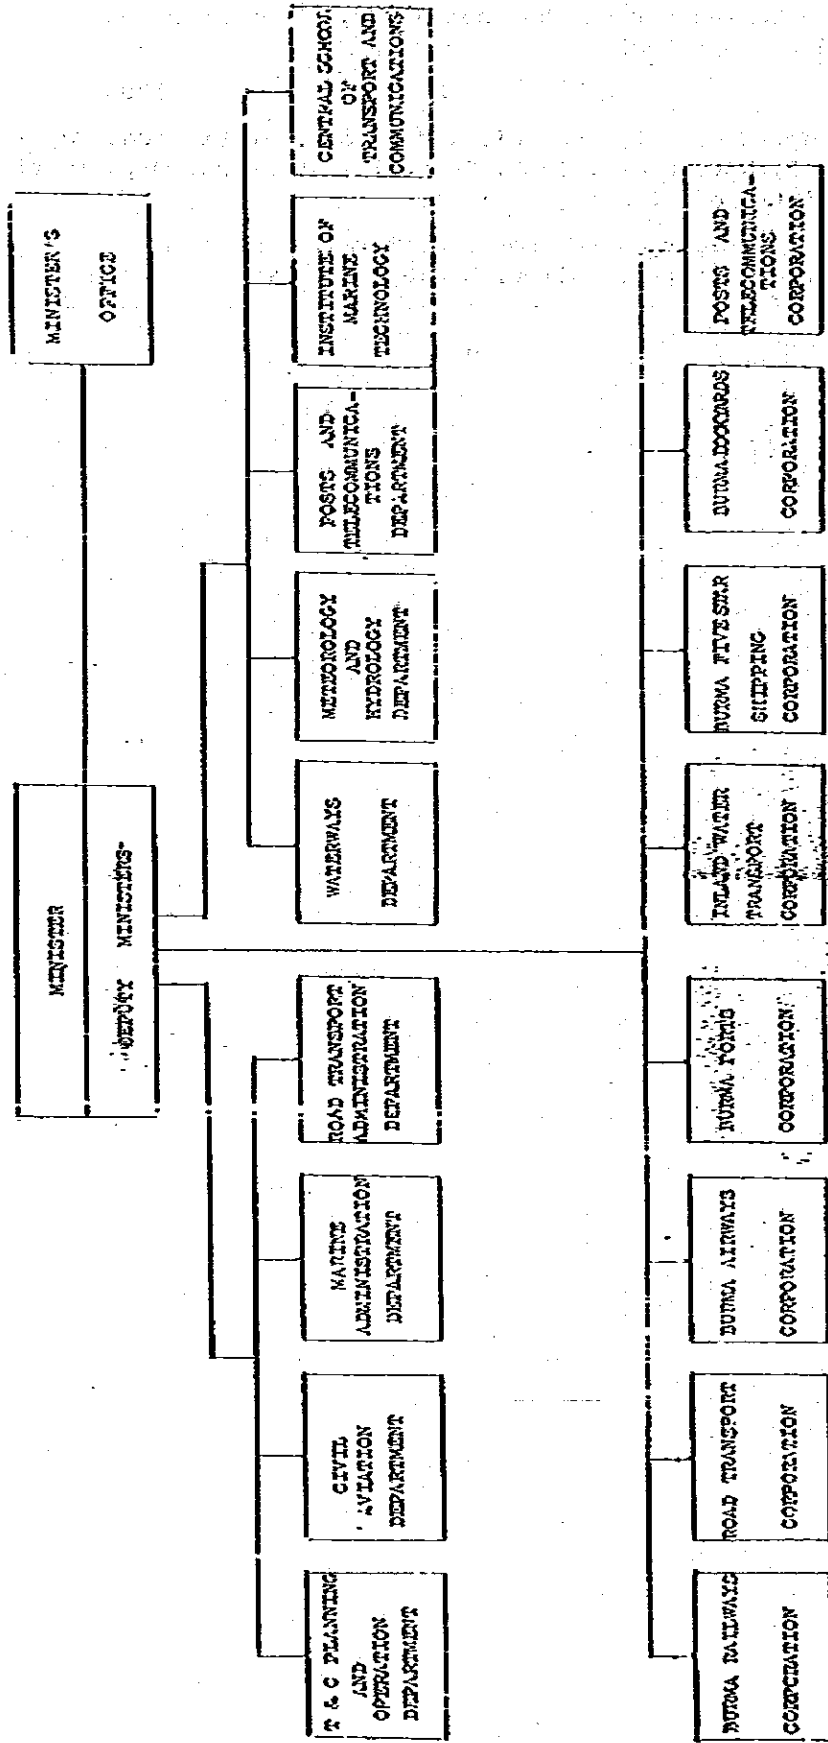 MINISTER
DEPUTY MINISTERS
MINISTER'S
OFFICE
T & C PLANNING
AND
OPERATION
DEPARTMENT
CIVIL
AVIATION
DEPARTMENT
MARINE
ADMINISTRATION
DEPARTMENT
ROAD TRANSPORT
ADMINISTRATION
DEPARTMENT
WATERWAYS
DEPARTMENT
METEOROLOGY
AND
HYDROLOGY
DEPARTMENT
POSTS AND
TELECOMMUNICA-
TIONS
DEPARTMENT
INSTITUTE OF
MARINE
TECHNOLOGY
CENTRAL SCHOOL
OF
TRANSPORT AND
COMMUNICATIONS
BURMA RAILWAYS
CORPORATION
ROAD TRANSPORT
CORPORATION
BURMA AIRWAYS
CORPORATION
BURMA PORTS
CORPORATION
INLAND WATER
TRANSPORT
CORPORATION
BURMA FIVE STAR
SHIPPING
CORPORATION
BURMA DOCKYARDS
CORPORATION
POSTS AND
TELECOMMUNICA-
TIONS
CORPORATION